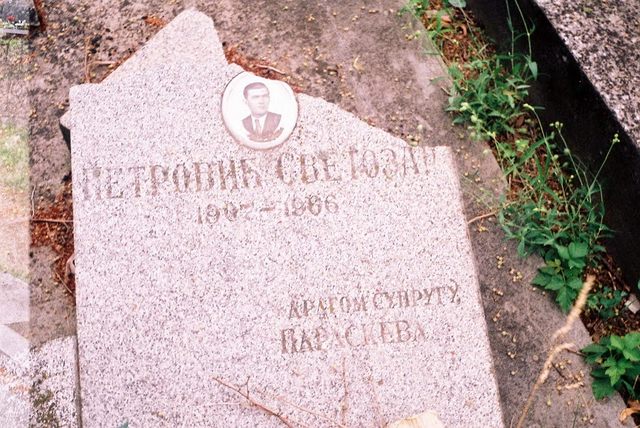 ПЕТРОВИЋ СВЕТОЗАР
1907-1966
ДРАГОМ СУПРУГУ,
ПАРАСКЕВА